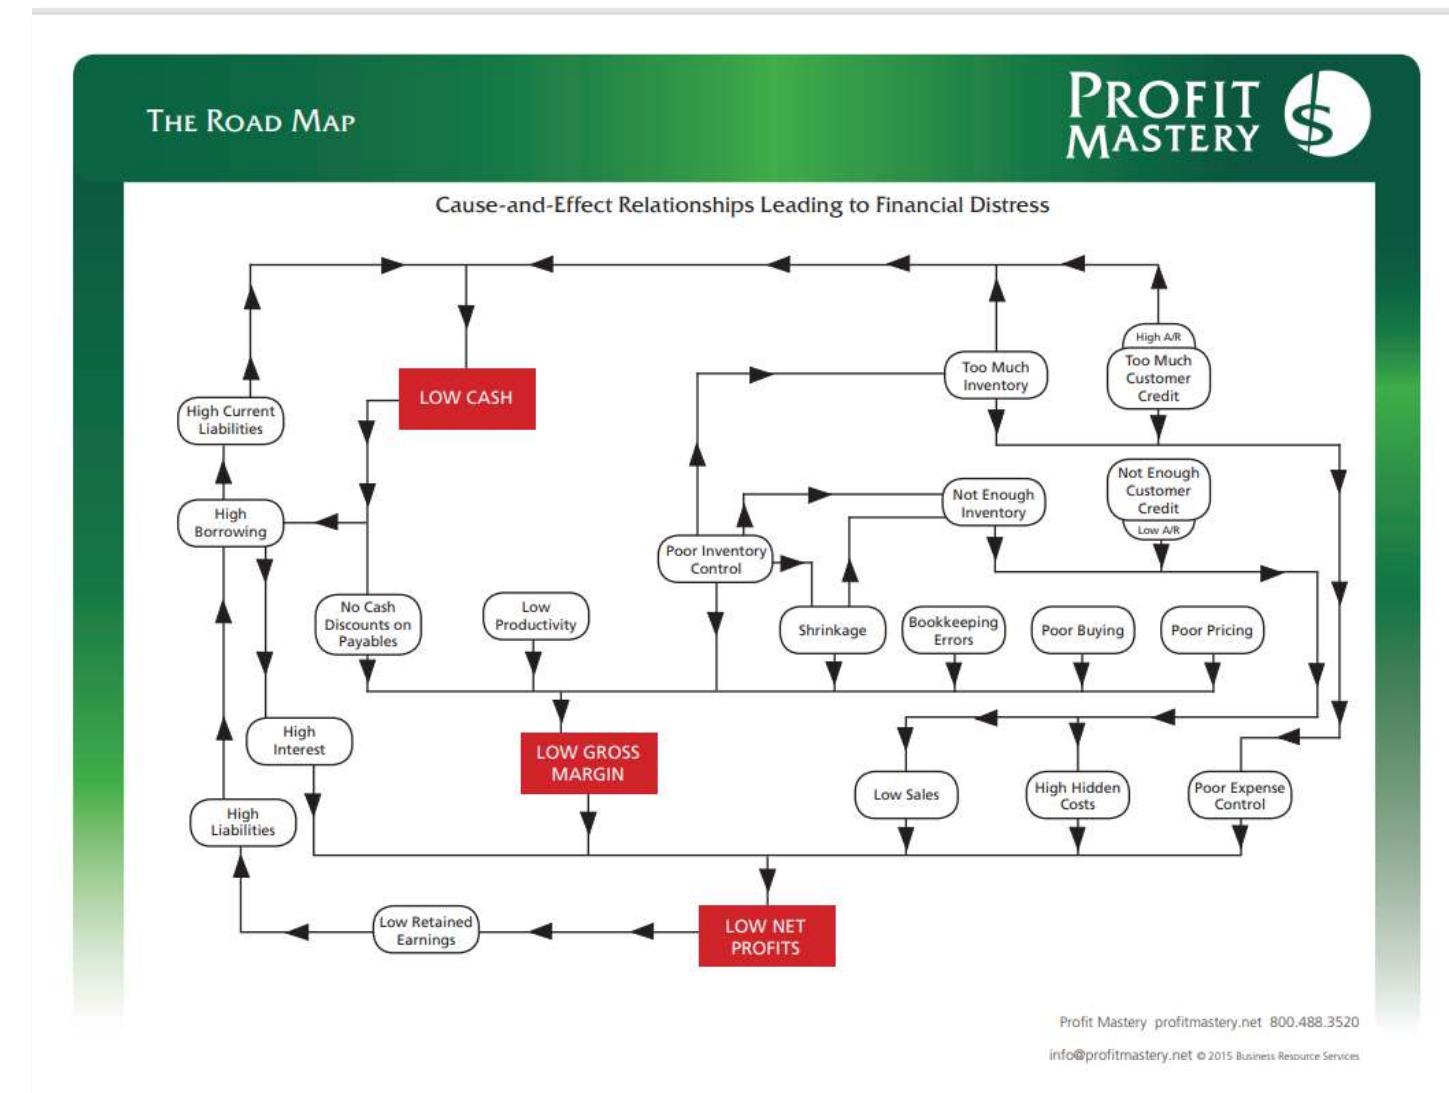 THE ROAD MAP
PROFIT
MASTERY
$
Cause-and-Effect Relationships Leading to Financial Distress
High A/R
Too Much
Customer
Credit
Too Much
Inventory
LOW CASH
High Current
Liabilities
Not Enough
Customer
Credit
Low A/R
Not Enough
Inventory
High
Borrowing
Poor Inventory
Control
No Cash
Discounts on
Payables
Low
Productivity
Shrinkage
Bookkeeping
Errors
Poor Buying
Poor Pricing
High
Interest
LOW GROSS
MARGIN
Low Sales
High Hidden
Costs
Poor Expense
Control
High
Liabilities
Low Retained
Earnings
LOW NET
PROFITS
Profit Mastery profitmastery.net 800.488.3520
info@profitmastery.net © 2015 Business Resource Services